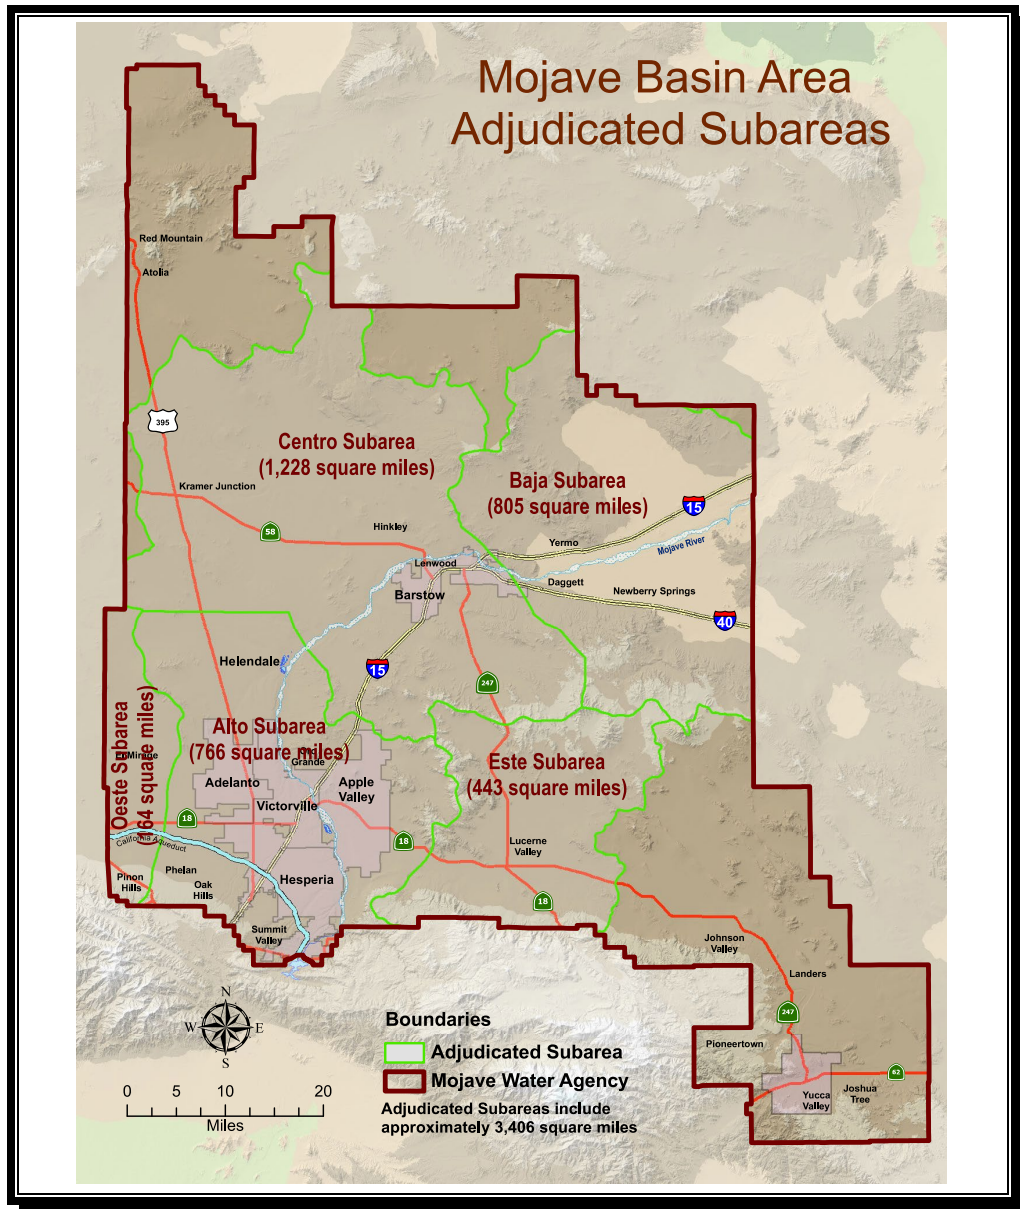 Mojave Basin Area
Adjudicated Subareas
Red Mountain
Atolia
395
Centro Subarea
(1,228 square miles)
Baja Subarea
(805 square miles)
Kramer Junction
15
58
Hinkley
Yermo
Mojave River
Lenwood
Daggett
Barstow
Newberry Springs
40
Helendale
15
247
Oeste Subarea
(164 square miles)
Alto Subarea
(766 square miles)
Grande
El Mirage
Este Subarea
(443 square miles)
Adelanto
Apple
Valley
Victorville
18
California Aqueduct
18
Lucerne
Valley
Pinon
Hills
Phelan
Oak
Hills
Hesperia
18
Summit
Valley
Johnson
Valley
Landers
247
Pioneertown
62
Yucca
Valley
Joshua
Tree
N
W
E
S
Boundaries
Adjudicated Subarea
Mojave Water Agency
Adjudicated Subareas include
approximately 3,406 square miles
0 5 10 20
Miles